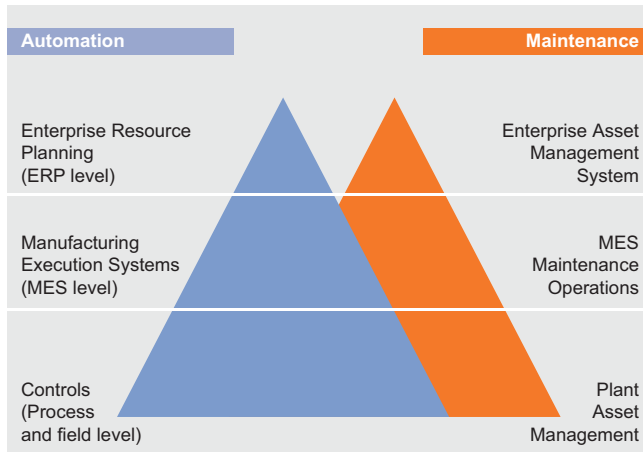 Automation
Maintenance
Enterprise Resource
Planning
(ERP level)
Enterprise Asset
Management
System
Manufacturing
Execution Systems
(MES level)
MES
Maintenance
Operations
Controls
(Process
and field level)
Plant
Asset
Management